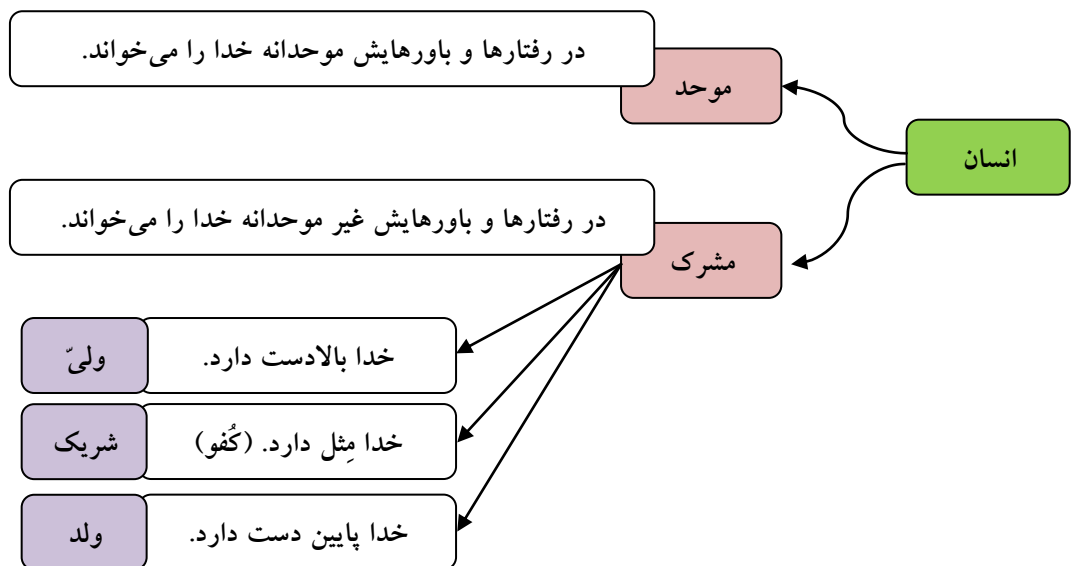 در رفتارها و باورهایش موحدانه خدا را می‌خواند.
موحد
انسان
در رفتارها و باورهایش غیر موحدانه خدا را می‌خواند.
مشرک
خدا بالادست دارد.
ولیّ
خدا مِثل دارد. (کُفو)
شریک
خدا پایین دست دارد.
ولد